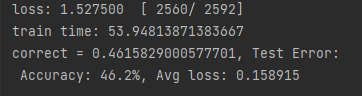 loss: 1.527500  [ 2560/ 2592]
train time: 53.94813871383667
correct = 0.4615829000577701, Test Error:
 Accuracy: 46.2%, Avg loss: 0.158915